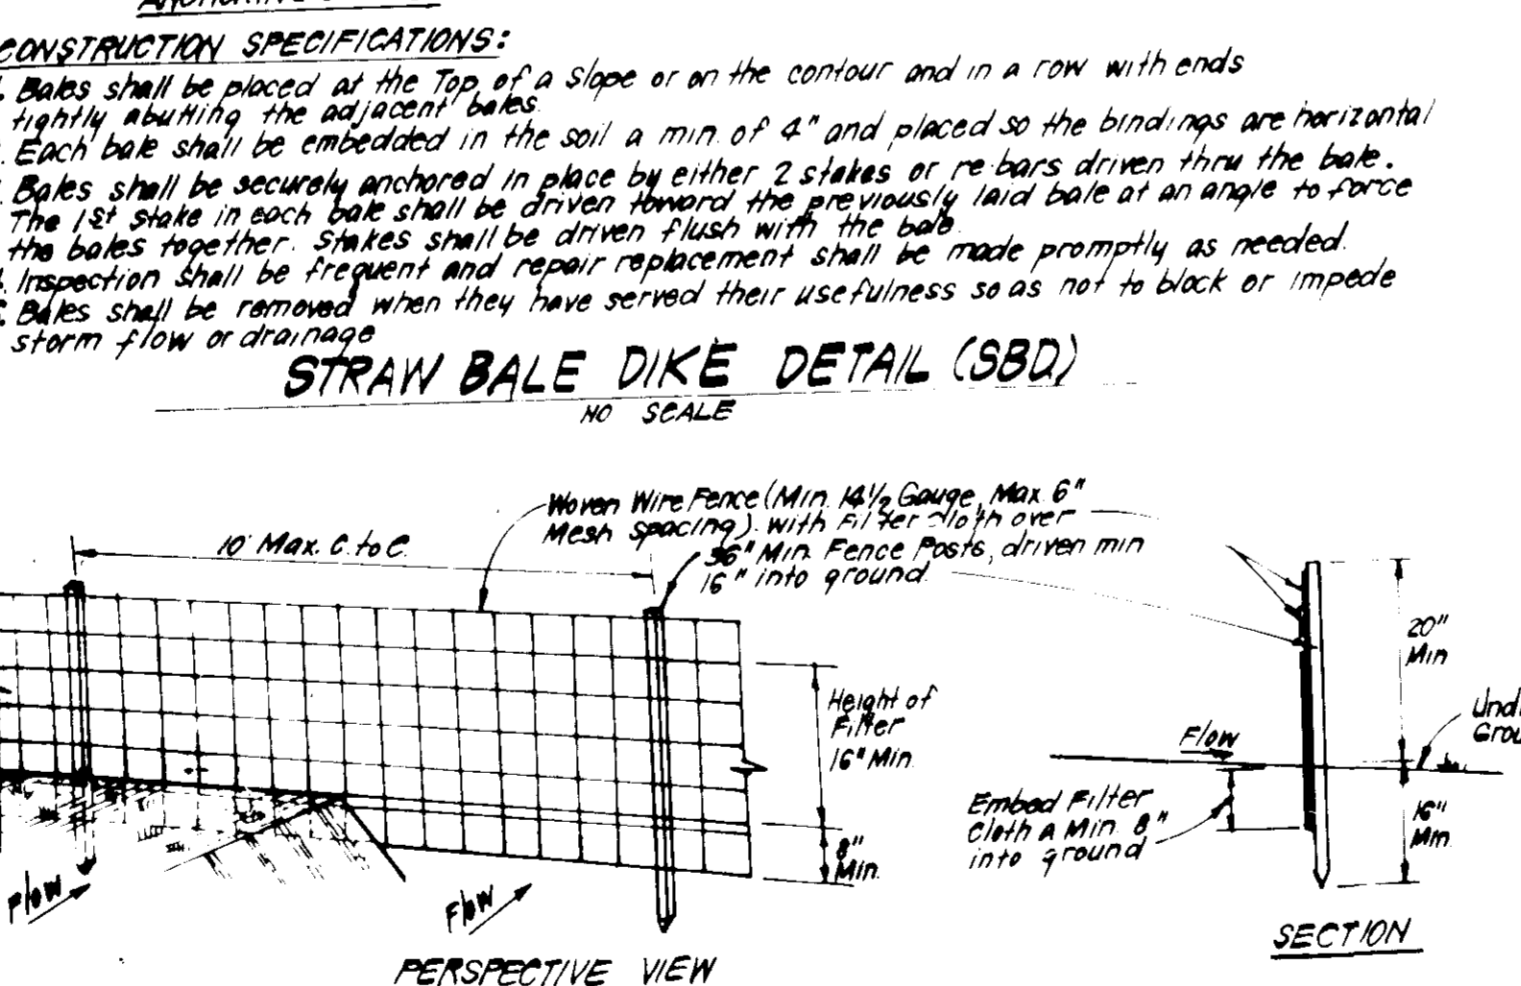 CONSTRUCTION SPECIFICATIONS:
Bales shall be placed at the Top of a slope or on the contour and in a row with ends
tightly abutting the adjacent bales.
Each bale shall be embedded in the soil a min. of 4" and placed so the bindings are horizontal
Bales shall be securely anchored in place by either 2 stakes or re-bars driven thru the bale.
The 1st stake in each bale shall be driven toward the previously laid bale at an angle to force
the bales together. Stakes shall be driven flush with the bale.
Inspection shall be frequent and repair replacement shall be made promptly as needed.
Bales shall be removed when they have served their usefulness so as not to block or impede
storm flow or drainage
STRAW BALE DIKE DETAIL (SBD)
NO SCALE
Woven Wire Fence (Min. 14½ Gauge, Max. 6"
Mesh spacing). with Filter cloth over
36" Min. Fence Posts, driven min
16" into ground.
10' Max. C. to C.
Height of
Filter
16" Min.
8"
Min.
Flow
Flow
PERSPECTIVE VIEW
20"
Min
Flow
Embed Filter
Cloth a Min. 8"
into ground
16"
Min.
SECTION